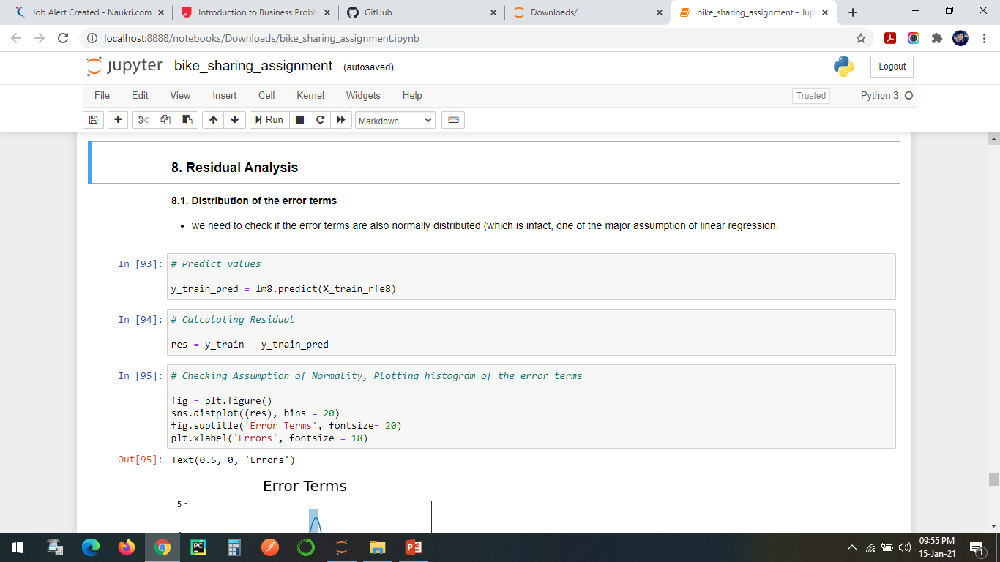 Job Alert Created - Naukri.com
Introduction to Business Proble
GitHub
Downloads/
bike_sharing_assignment - Jup
localhost:8888/notebooks/Downloads/bike_sharing_assignment.ipynb
jupyter bike_sharing_assignment (autosaved)
Logout
File Edit View Insert Cell Kernel Widgets Help
Trusted
Python 3
Run
Markdown
8. Residual Analysis
8.1. Distribution of the error terms
• we need to check if the error terms are also normally distributed (which is infact, one of the major assumption of linear regression.
In [93]: # Predict values
y_train_pred = lm8.predict(X_train_rfe8)
In [94]: # Calculating Residual
res = y_train - y_train_pred
In [95]: # Checking Assumption of Normality, Plotting histogram of the error terms
fig = plt.figure()
sns.distplot((res), bins = 20)
fig.suptitle('Error Terms', fontsize= 20)
plt.xlabel('Errors', fontsize = 18)
Out[95]: Text(0.5, 0, 'Errors')
Error Terms
5
PC
09:55 PM
15-Jan-21
1